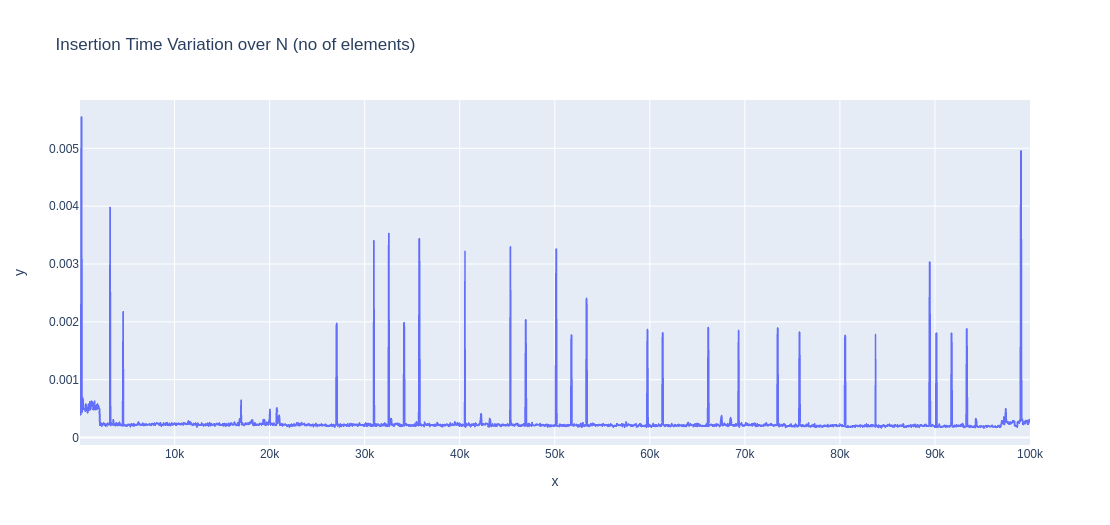 Insertion Time Variation over N (no of elements)
0.005
0.004
0.003
0.002
0.001
0
y
10k 20k 30k 40k 50k 60k 70k 80k 90k 100k
x